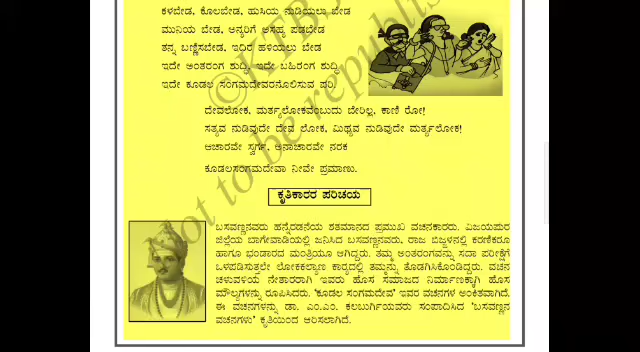 ಕಳಬೇಡ, ಕೊಲಬೇಡ, ಹುಸಿಯ ನುಡಿಯಲು ಬೇಡ
ಮುನಿಯ ಬೇಡ, ಅನ್ಯರಿಗೆ ಅಸಹ್ಯ ಪಡಬೇಡ
ತನ್ನ ಬಣ್ಣಿಸಬೇಡ, ಇದಿರ ಹಳಿಯಲು ಬೇಡ
ಇದೇ ಅಂತರಂಗ ಶುದ್ಧಿ, ಇದೇ ಬಹಿರಂಗ ಶುದ್ಧಿ
ಇದೇ ಕೂಡಲ ಸಂಗಮದೇವರನೊಲಿಸುವ ಪರಿ.
ದೇವಲೋಕ, ಮರ್ತ್ಯಲೋಕವೆಂಬುದು ಬೇರಿಲ್ಲ, ಕಾಣಿ ರೋ!
ಸತ್ಯವ ನುಡಿವುದೇ ದೇವ ಲೋಕ, ಮಿಥ್ಯವ ನುಡಿವುದೇ ಮರ್ತ್ಯಲೋಕ!
ಆಚಾರವೇ ಸ್ವರ್ಗ, ಅನಾಚಾರವೇ ನರಕ
ಕೂಡಲಸಂಗಮದೇವಾ ನೀವೇ ಪ್ರಮಾಣು.
ಕೃತಿಕಾರರ ಪರಿಚಯ
ಬಸವಣ್ಣನವರು ಹನ್ನೆರಡನೆಯ ಶತಮಾನದ ಪ್ರಮುಖ ವಚನಕಾರರು. ವಿಜಯಪುರ
ಜಿಲ್ಲೆಯ ಬಾಗೇವಾಡಿಯಲ್ಲಿ ಜನಿಸಿದ ಬಸವಣ್ಣನವರು, ರಾಜ ಬಿಜ್ಜಳನಲ್ಲಿ ಕರಣಿಕರೂ
ಹಾಗೂ ಭಂಡಾರದ ಮಂತ್ರಿಯೂ ಆಗಿದ್ದರು. ತಮ್ಮ ಅಂತರಂಗವನ್ನು ಸದಾ ಪರೀಕ್ಷೆಗೆ
ಒಳಪಡಿಸುತ್ತಲೇ ಲೋಕಕಲ್ಯಾಣ ಕಾರ್‍ಯದಲ್ಲಿ ತಮ್ಮನ್ನು ತೊಡಗಿಸಿಕೊಂಡಿದ್ದರು. ವಚನ
ಚಳುವಳಿಯ ನೇತಾರರಾಗಿ ಇವರು ಹೊಸ ಸಮಾಜದ ನಿರ್ಮಾಣಕ್ಕಾಗಿ ಹೊಸ
ಮೌಲ್ಯಗಳನ್ನು ರೂಪಿಸಿದರು. 'ಕೂಡಲ ಸಂಗಮದೇವ' ಇವರ ವಚನಗಳ ಅಂಕಿತವಾಗಿದೆ.
ಈ ವಚನಗಳನ್ನು ಡಾ. ಎಂ.ಎಂ. ಕಲಬುರ್ಗಿಯವರು ಸಂಪಾದಿಸಿದ 'ಬಸವಣ್ಣನ
ವಚನಗಳು' ಕೃತಿಯಿಂದ ಆರಿಸಲಾಗಿದೆ.